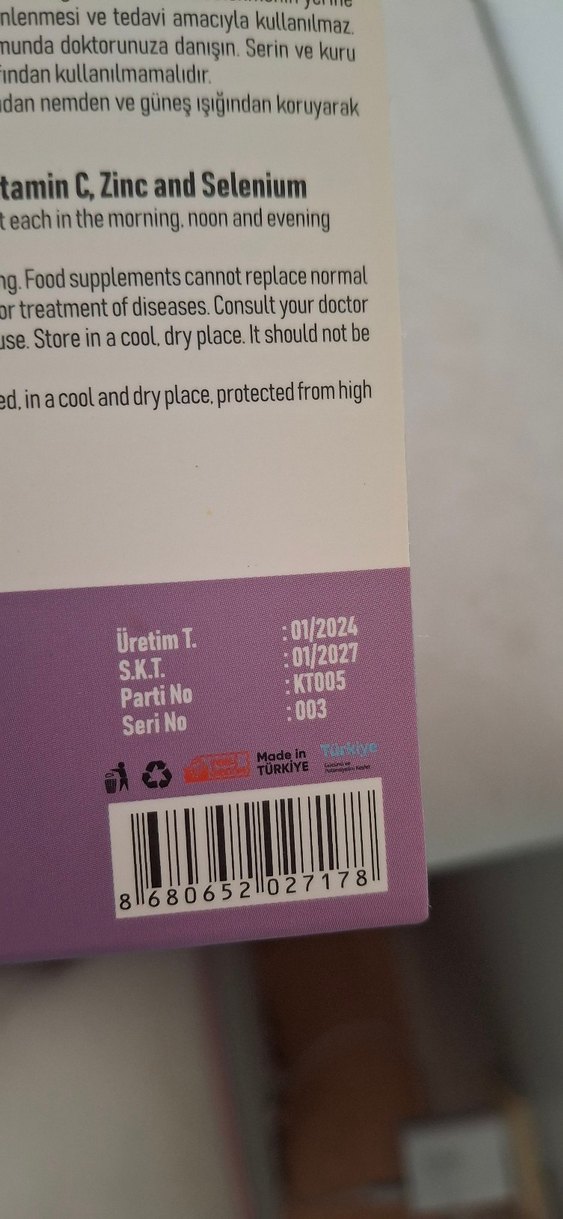 nlenmesi ve tedavi amacıyla kullanılmaz.
munda doktorunuza danışın. Serin ve kuru
fından kullanılmamalıdır.
ıdan nemden ve güneş ışığından koruyarak
tamin C, Zinc and Selenium
t each in the morning, noon and evening
ng. Food supplements cannot replace normal
or treatment of diseases. Consult your doctor
use. Store in a cool, dry place. It should not be
ed, in a cool and dry place, protected from high
Üretim T. : 01/2024
S.K.T. : 01/2027
Parti No : KT005
Seri No : 003
Made in
TÜRKİYE
Türkiye
8 680652 027178